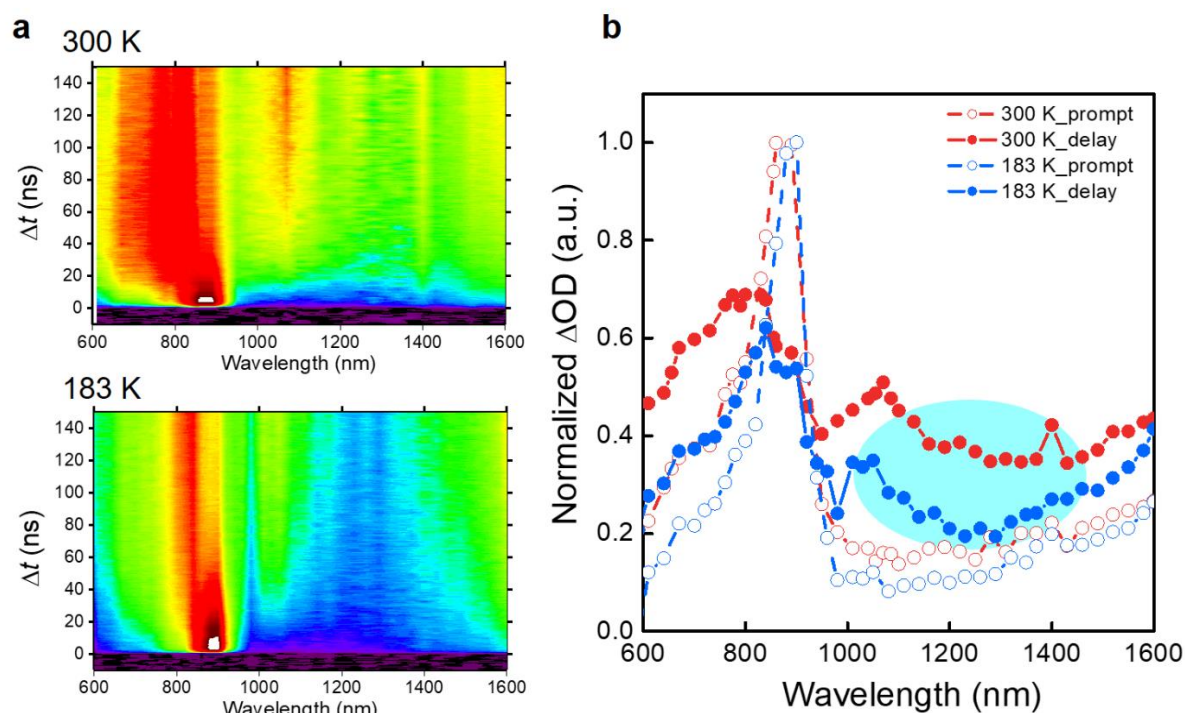 a
300 K
150
140
120
100
80
60
40
20
0
Δt (ns)
600 800 1000 1200 1400 1600
Wavelength (nm)
183 K
150
140
120
100
80
60
40
20
0
Δt (ns)
600 800 1000 1200 1400 1600
Wavelength (nm)
b
300 K_prompt
300 K_delay
183 K_prompt
183 K_delay
1.0
0.8
0.6
0.4
0.2
0.0
Normalized ΔOD (a.u.)
600 800 1000 1200 1400 1600
Wavelength (nm)